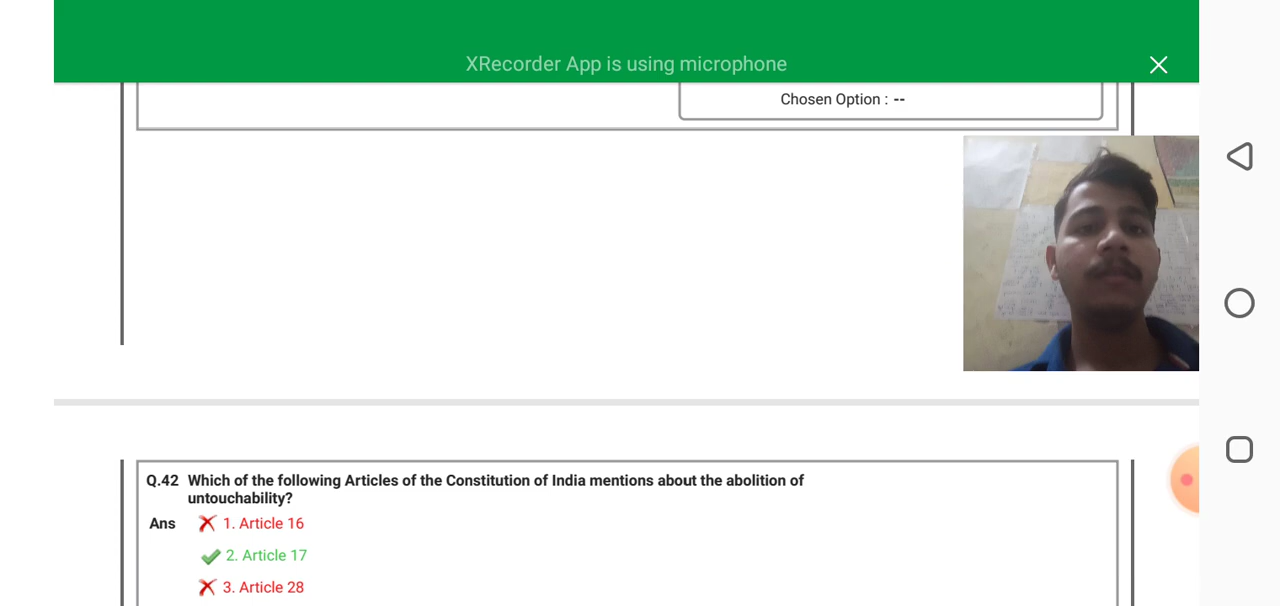 XRecorder App is using microphone
Chosen Option : --
Q.42 Which of the following Articles of the Constitution of India mentions about the abolition of
untouchability?
Ans 1. Article 16
2. Article 17
3. Article 28